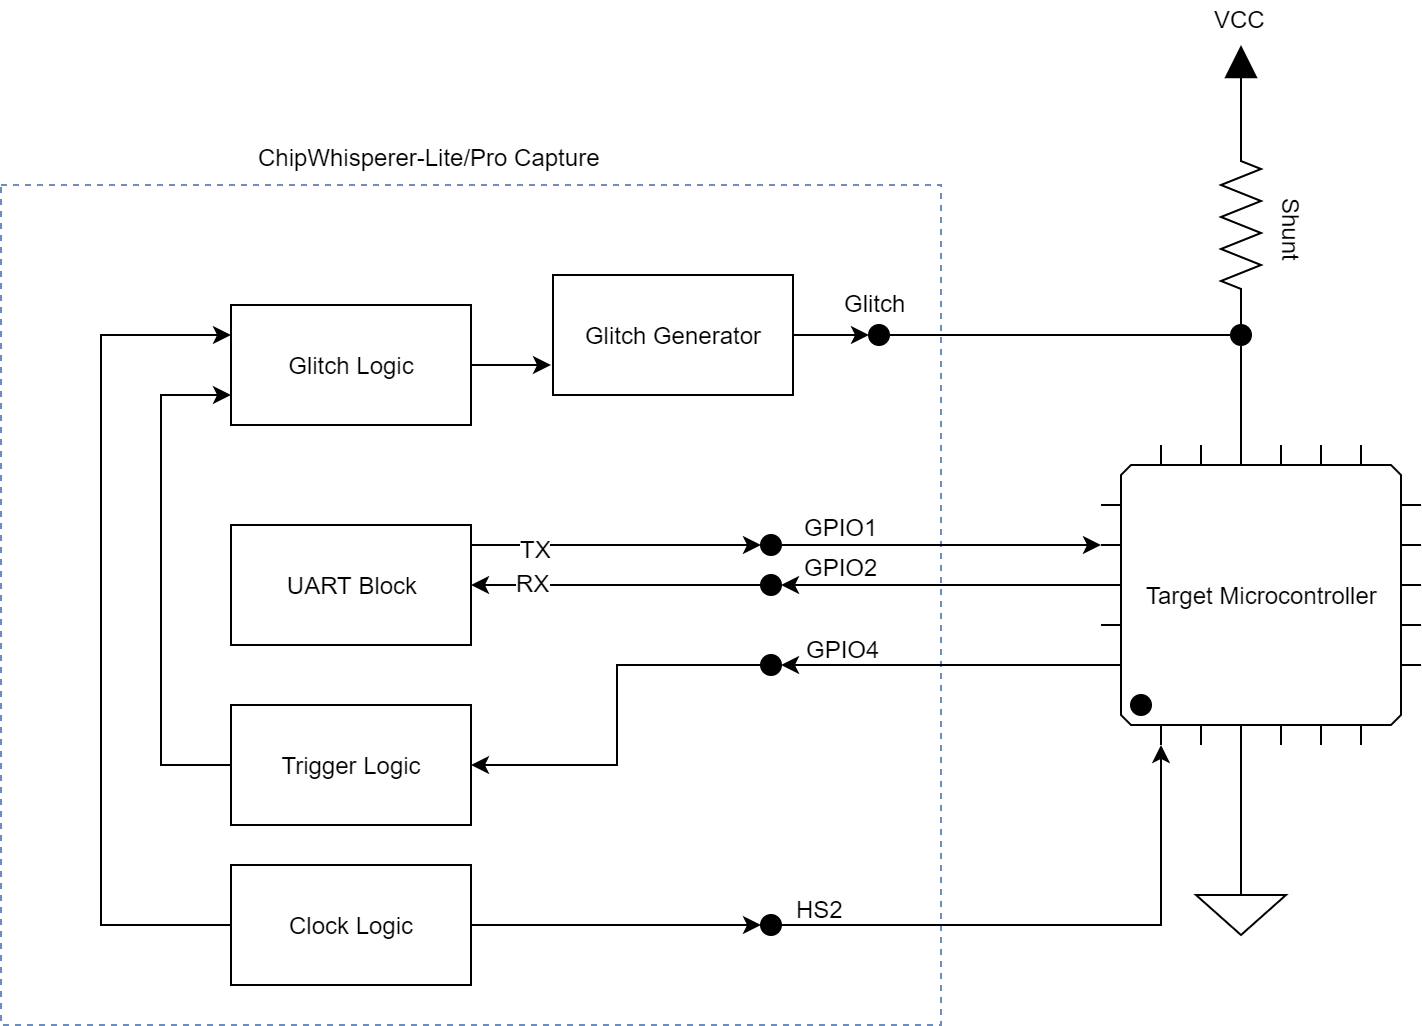 VCC
ChipWhisperer-Lite/Pro Capture
Shunt
Glitch
Glitch Logic
Glitch Generator
GPIO1
TX
GPIO2
RX
UART Block
Target Microcontroller
GPIO4
Trigger Logic
HS2
Clock Logic